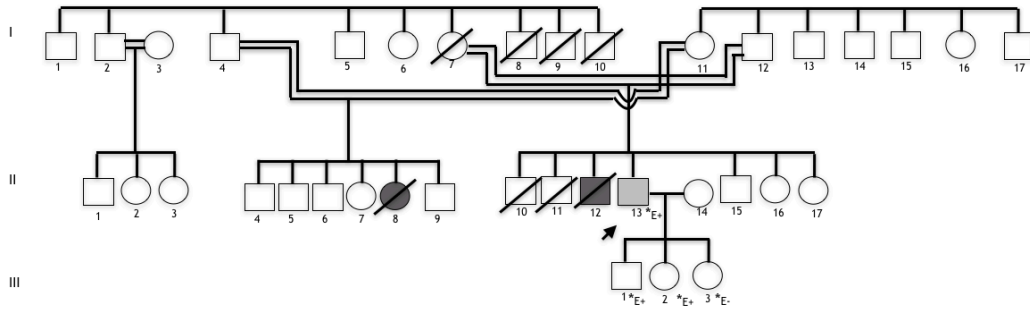 I
1 2 3 4 5 6 7 8 9 10 11 12 13 14 15 16 17
II
1 2 3 4 5 6 7 8 9 10 11 12 13 *E+ 14 15 16 17
III
1 *E+ 2 *E+ 3 *E-